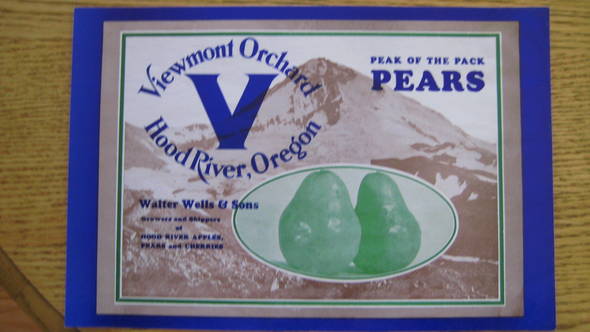 Viewmont Orchard
V
Hood River, Oregon
PEAK OF THE PACK
PEARS
Walter Wells & Sons
Growers and Shippers
of
HOOD RIVER APPLES,
PEARS and CHERRIES